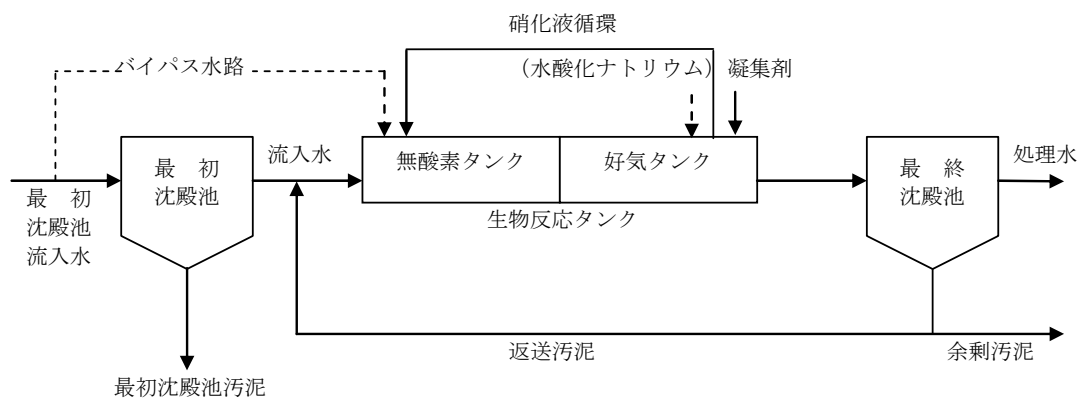 硝化液循環
バイパス水路
(水酸化ナトリウム)
凝集剤
最　初
沈殿池
流入水
無酸素タンク
好気タンク
最　終
沈殿池
処理水
最　初
沈殿池
流入水
生物反応タンク
返送汚泥
余剰汚泥
最初沈殿池汚泥